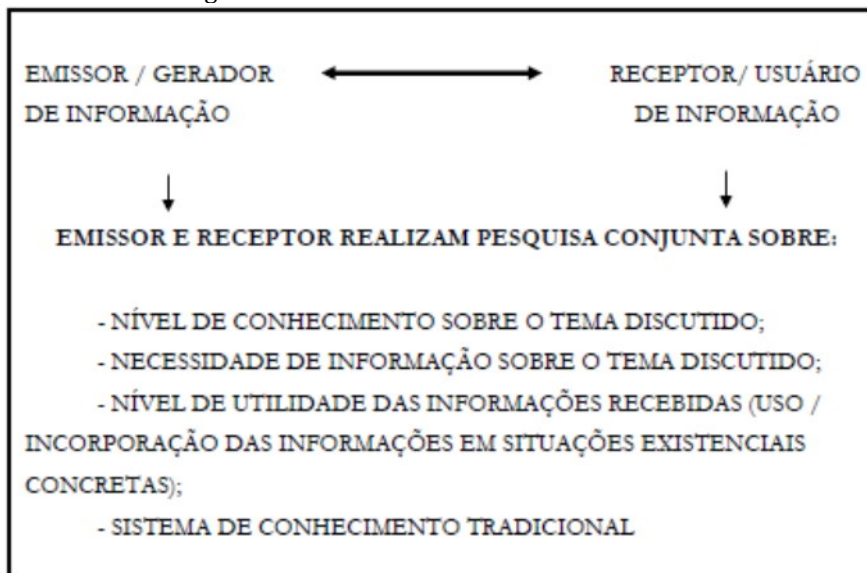 EMISSOR / GERADOR RECEPTOR/ USUÁRIO
DE INFORMAÇÃO DE INFORMAÇÃO
EMISSOR E RECEPTOR REALIZAM PESQUISA CONJUNTA SOBRE:
- NÍVEL DE CONHECIMENTO SOBRE O TEMA DISCUTIDO;
- NECESSIDADE DE INFORMAÇÃO SOBRE O TEMA DISCUTIDO;
- NÍVEL DE UTILIDADE DAS INFORMAÇÕES RECEBIDAS (USO /
INCORPORAÇÃO DAS INFORMAÇÕES EM SITUAÇÕES EXISTENCIAIS
CONCRETAS);
- SISTEMA DE CONHECIMENTO TRADICIONAL